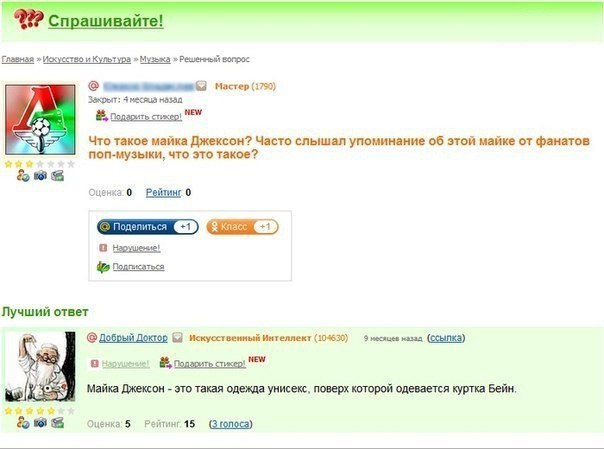 ??? Спрашивайте!
Главная » Искусство и Культура » Музыка » Решенный вопрос
Мастер (1790)
Закрыт: 4 месяца назад
Подарить стикер! NEW
Что такое майка Джексон? Часто слышал упоминание об этой майке от фанатов
поп-музыки, что это такое?
Оценка: 0 Рейтинг: 0
Поделиться +1 Класс +1
Нарушение!
Подписаться
Лучший ответ
Добрый Доктор Искусственный Интеллект (104630) 9 месяцев назад (ссылка)
Нарушение! Подарить стикер! NEW
Майка Джексон - это такая одежда унисекс, поверх которой одевается куртка Бейн.
Оценка: 5 Рейтинг: 15 (3 голоса)